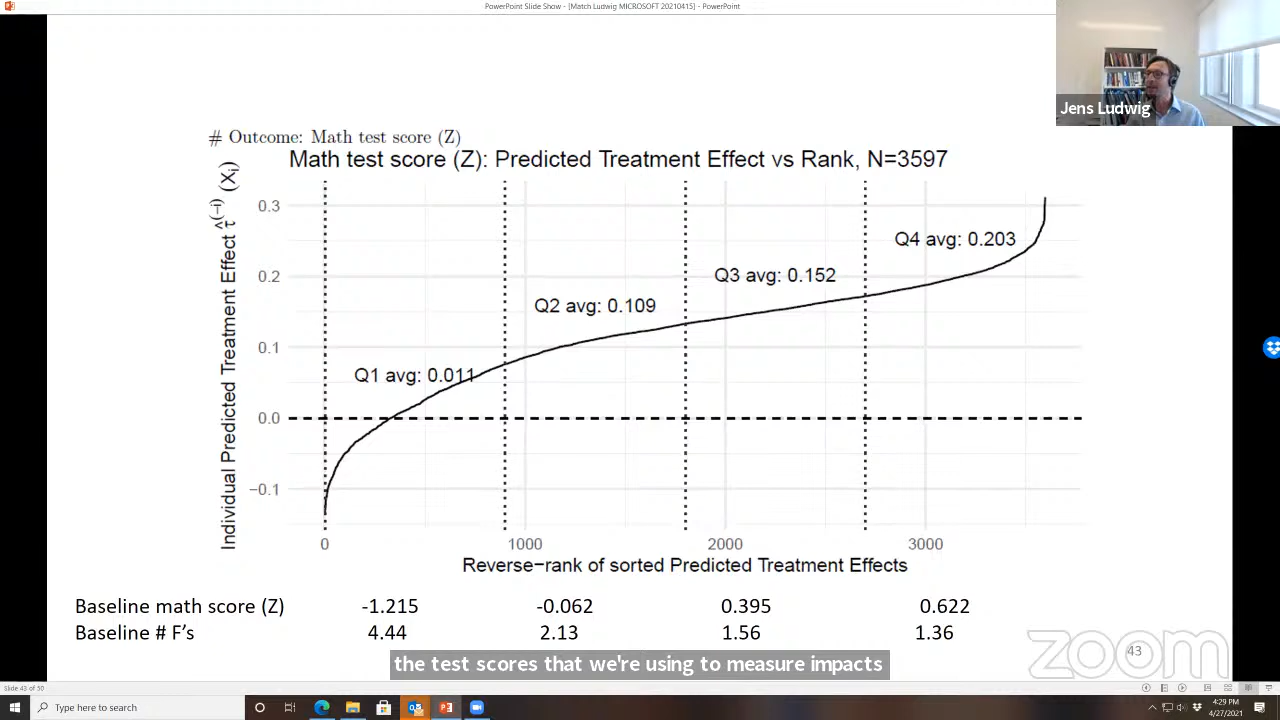 PowerPoint Slide Show - [Match Ludwig MICROSOFT 20210415] - PowerPoint
Jens Ludwig
# Outcome: Math test score (Z)
Math test score (Z): Predicted Treatment Effect vs Rank, N=3597
Individual Predicted Treatment Effect τ̂⁽⁻ⁱ⁾ (Xᵢ)
0.3
0.2
0.1
0.0
−0.1
Q4 avg: 0.203
Q3 avg: 0.152
Q2 avg: 0.109
Q1 avg: 0.011
0 1000 2000 3000
Reverse−rank of sorted Predicted Treatment Effects
Baseline math score (Z) -1.215 -0.062 0.395 0.622
Baseline # F’s 4.44 2.13 1.56 1.36
zoom
43
the test scores that we're using to measure impacts
Slide 43 of 50
Type here to search
4:29 PM
4/27/2021